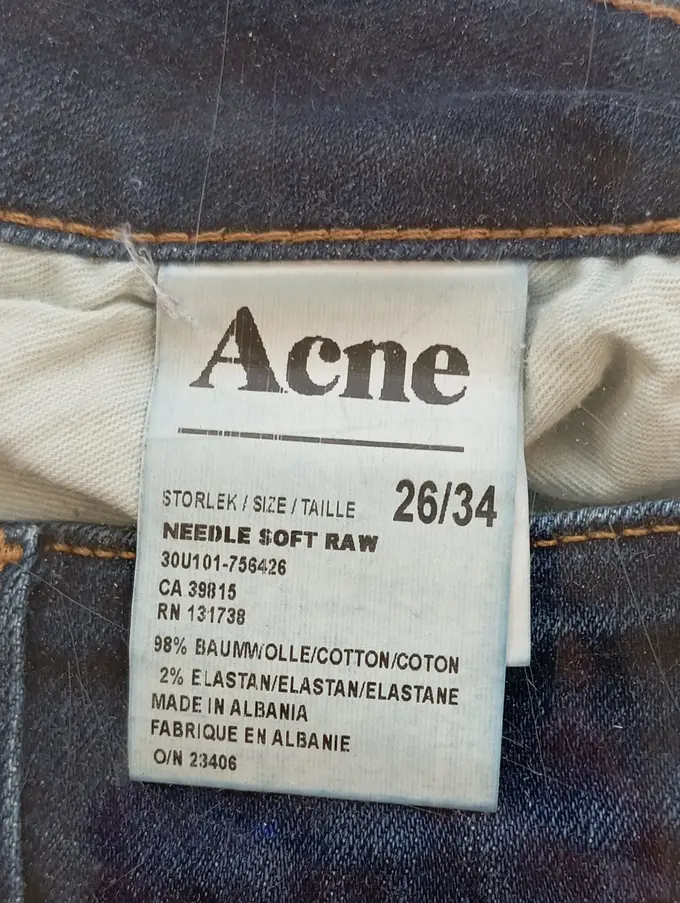 Acne
STORLEK / SIZE / TAILLE 26/34
NEEDLE SOFT RAW
30U101-756426
CA 39815
RN 131738
98% BAUMWOLLE/COTTON/COTON
2% ELASTAN/ELASTAN/ELASTANE
MADE IN ALBANIA
FABRIQUE EN ALBANIE
O/N 23406